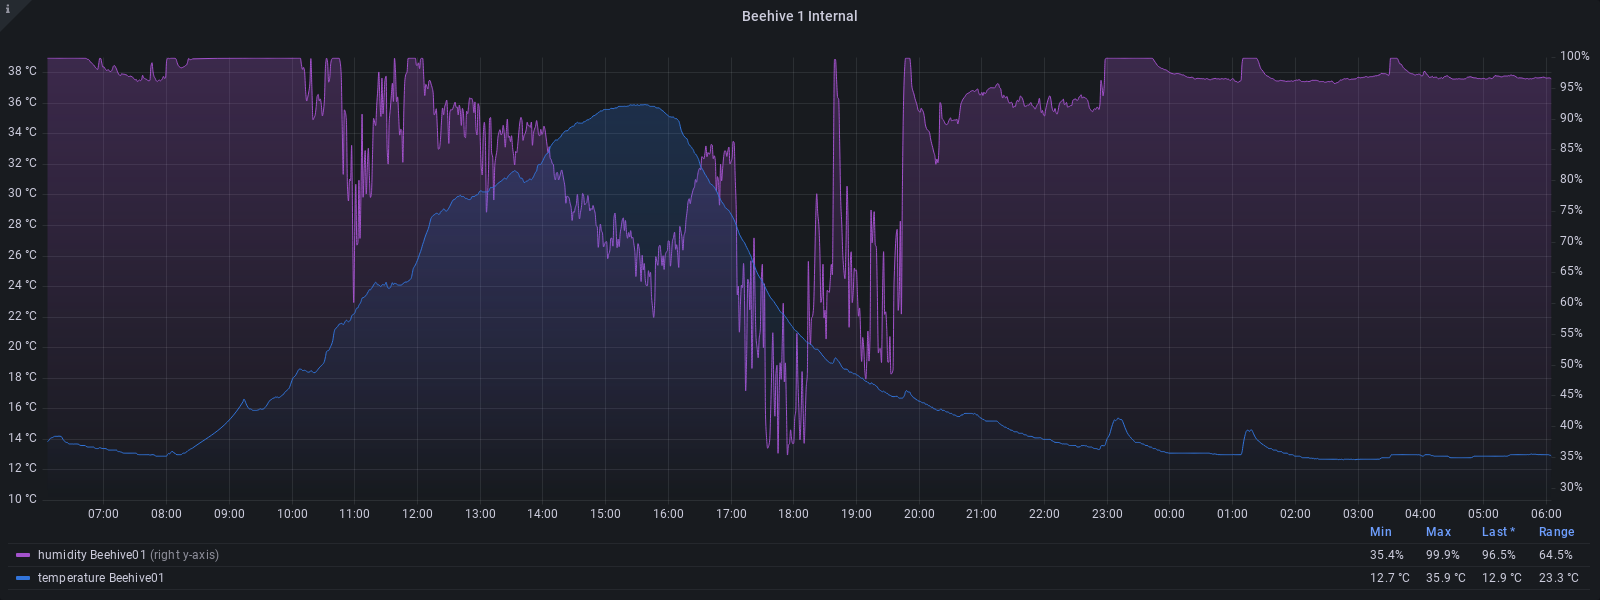 i
Beehive 1 Internal
38 °C
36 °C
34 °C
32 °C
30 °C
28 °C
26 °C
24 °C
22 °C
20 °C
18 °C
16 °C
14 °C
12 °C
10 °C
100%
95%
90%
85%
80%
75%
70%
65%
60%
55%
50%
45%
40%
35%
30%
07:00 08:00 09:00 10:00 11:00 12:00 13:00 14:00 15:00 16:00 17:00 18:00 19:00 20:00 21:00 22:00 23:00 00:00 01:00 02:00 03:00 04:00 05:00 06:00
Min Max Last * Range
humidity Beehive01 (right y-axis) 35.4% 99.9% 96.5% 64.5%
temperature Beehive01 12.7 °C 35.9 °C 12.9 °C 23.3 °C